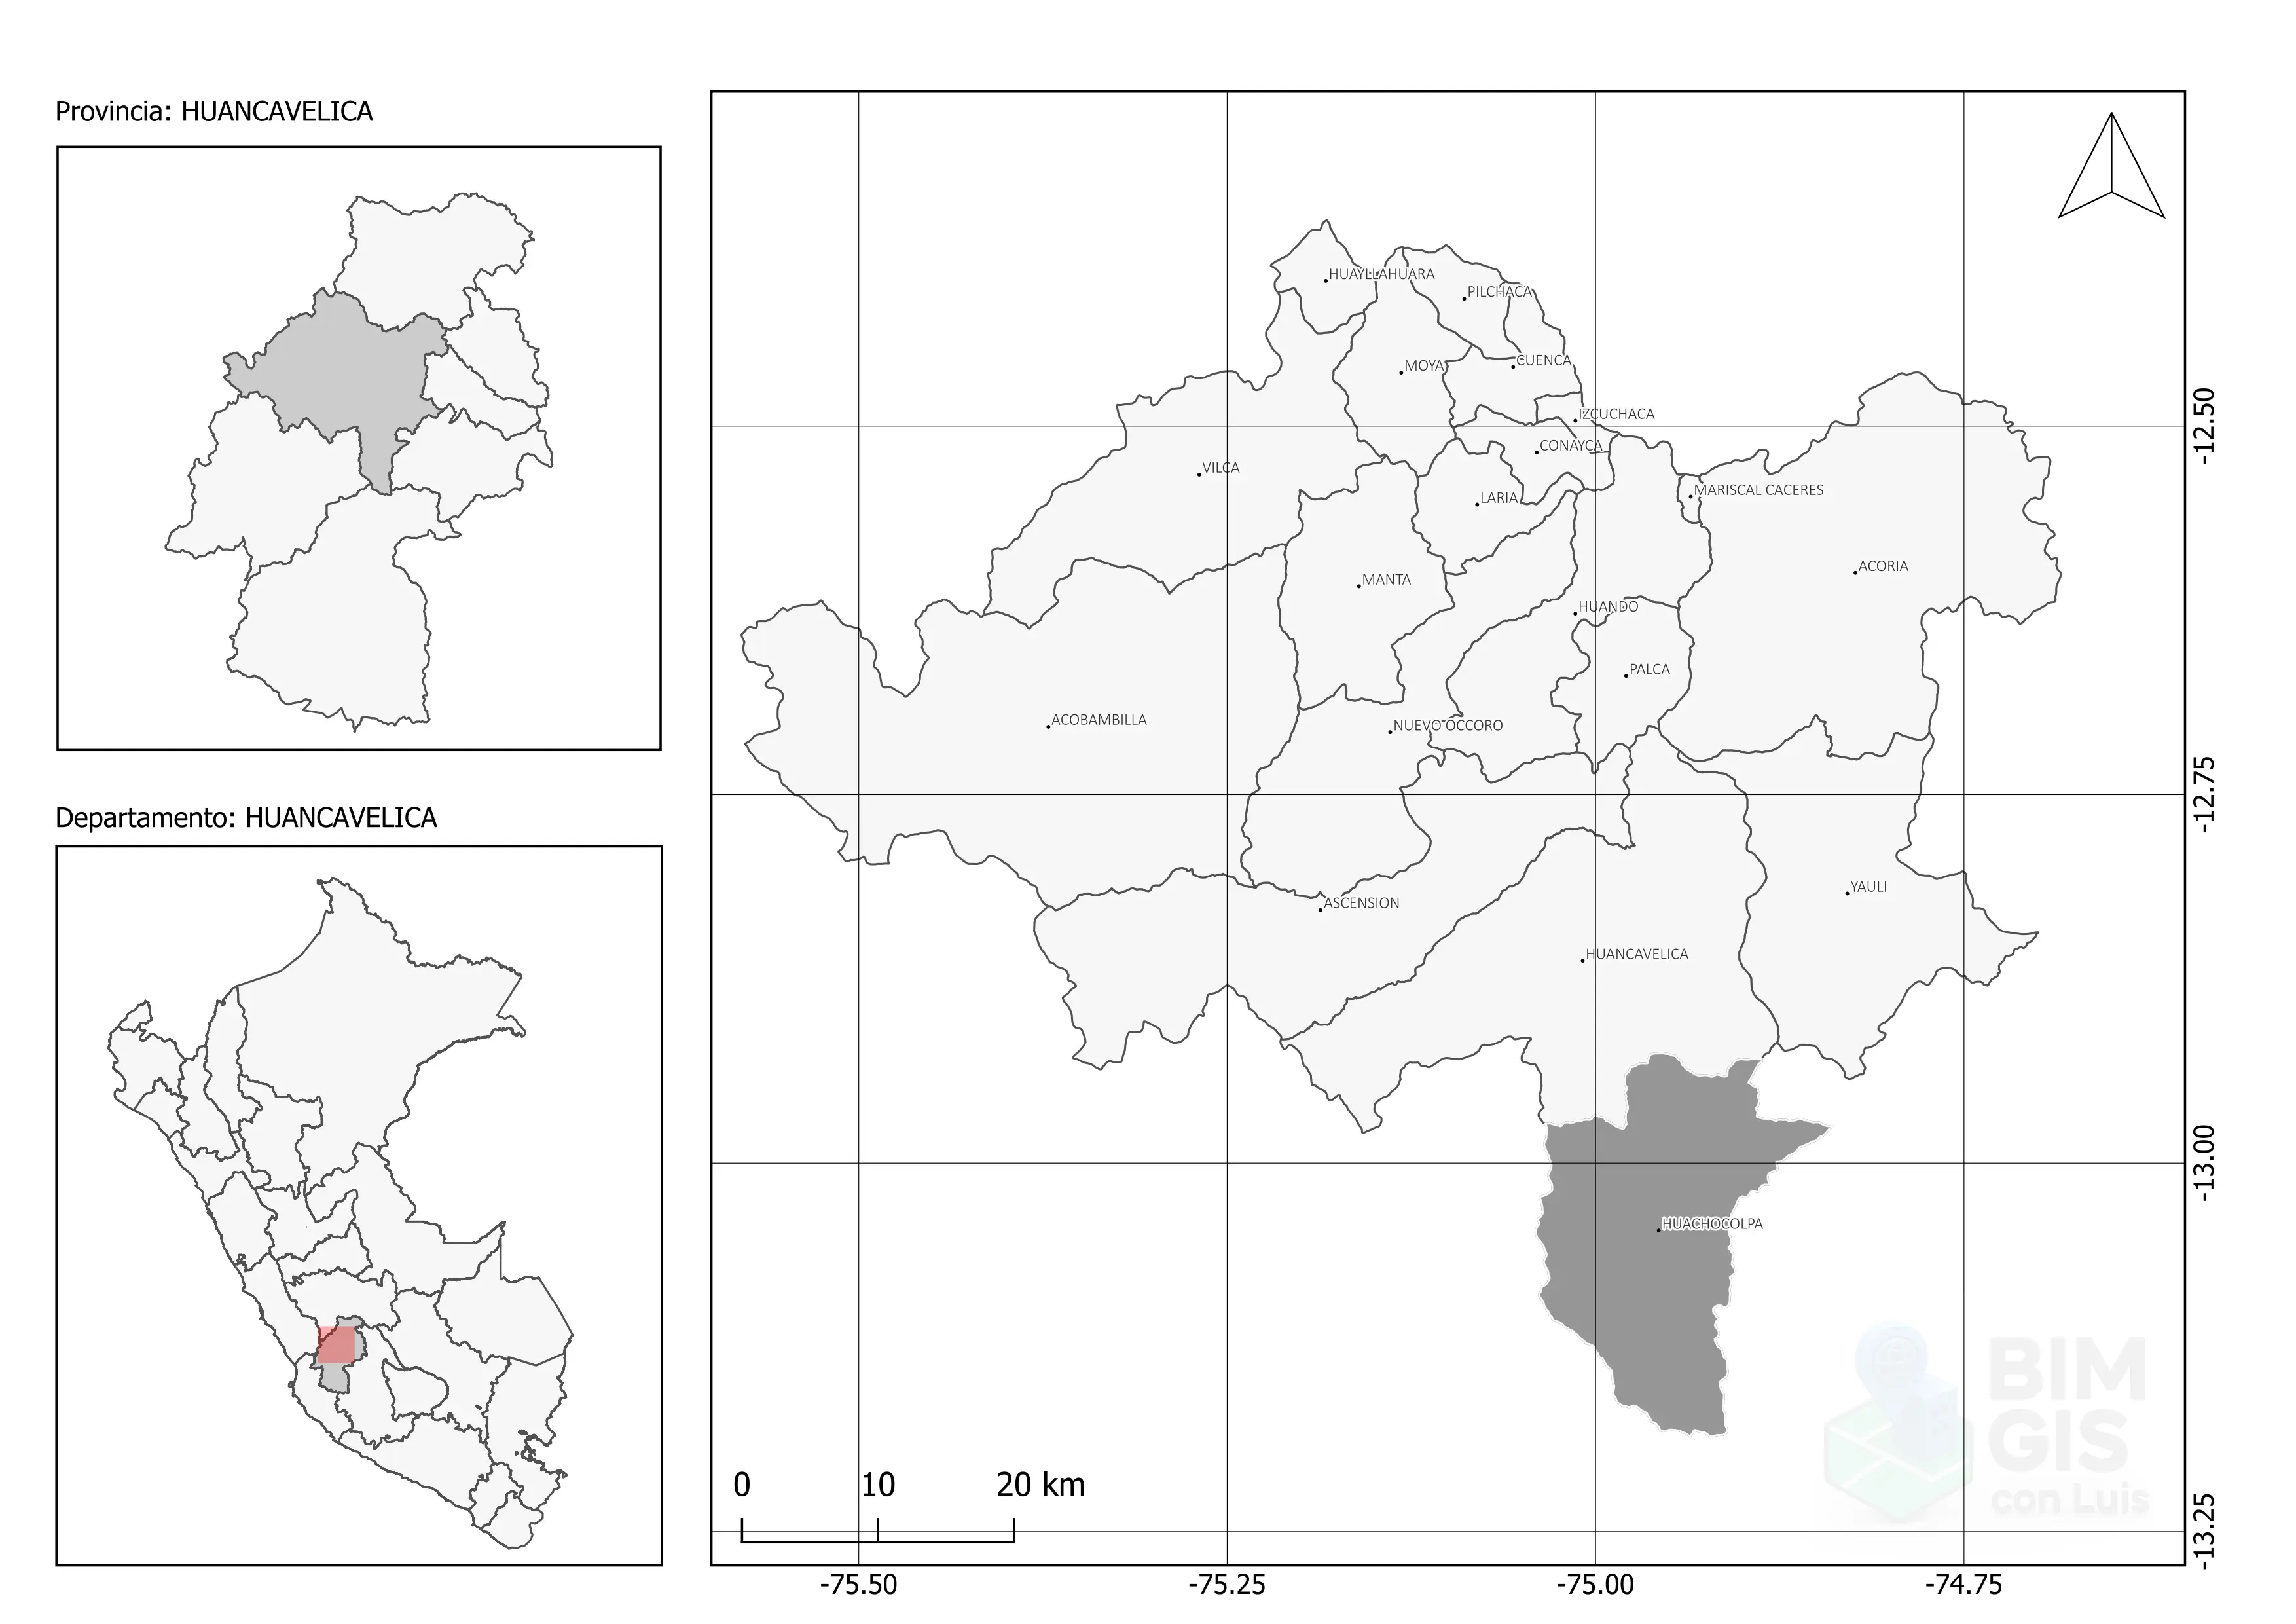 Provincia: HUANCAVELICA
Departamento: HUANCAVELICA
HUAYLLAHUARA
PILCHACA
MOYA
CUENCA
IZCUCHACA
CONAYCA
VILCA
LARIA
MARISCAL CACERES
ACORIA
MANTA
HUANDO
PALCA
ACOBAMBILLA
NUEVO OCCORO
YAULI
ASCENSION
HUANCAVELICA
HUACHOCOLPA
BIM
GIS
con Luis
0 10 20 km
-12.50
-12.75
-13.00
-13.25
-75.50 -75.25 -75.00 -74.75